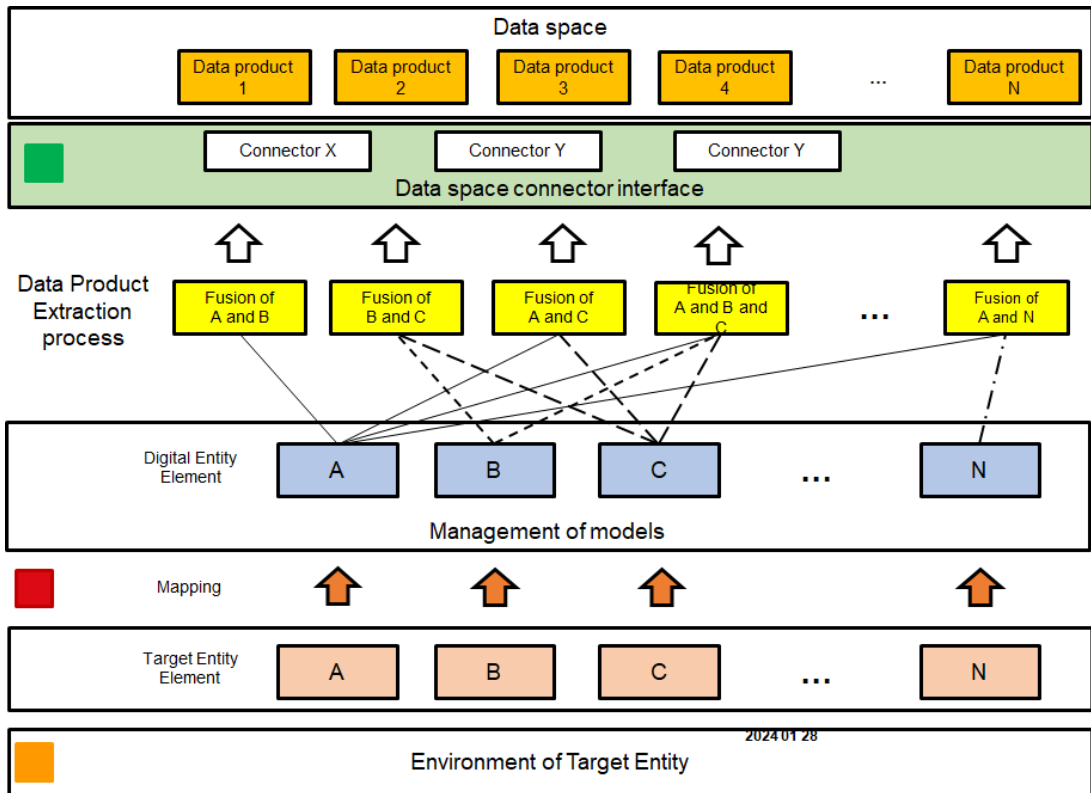 Data space
Data product
1
Data product
2
Data product
3
Data product
4
...
Data product
N
Connector X
Connector Y
Connector Y
Data space connector interface
Data Product
Extraction
process
Fusion of
A and B
Fusion of
B and C
Fusion of
A and C
Fusion of
A and B and
C
...
Fusion of
A and N
Digital Entity
Element
A
B
C
...
N
Management of models
Mapping
Target Entity
Element
A
B
C
...
N
2024 01 28
Environment of Target Entity